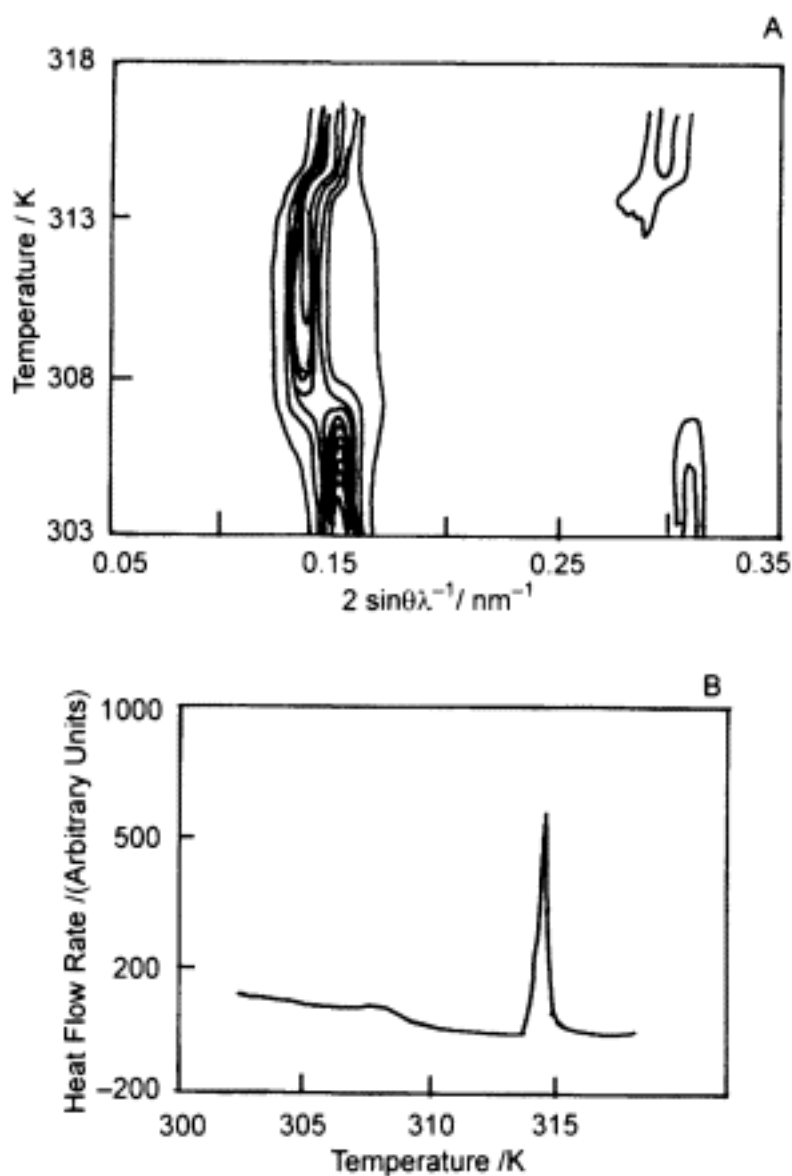 A
318
313
308
303
Temperature / K
0.05
0.15
0.25
0.35
2 sinθλ⁻¹/ nm⁻¹
B
1000
500
200
–200
Heat Flow Rate /(Arbitrary Units)
300
305
310
315
Temperature /K